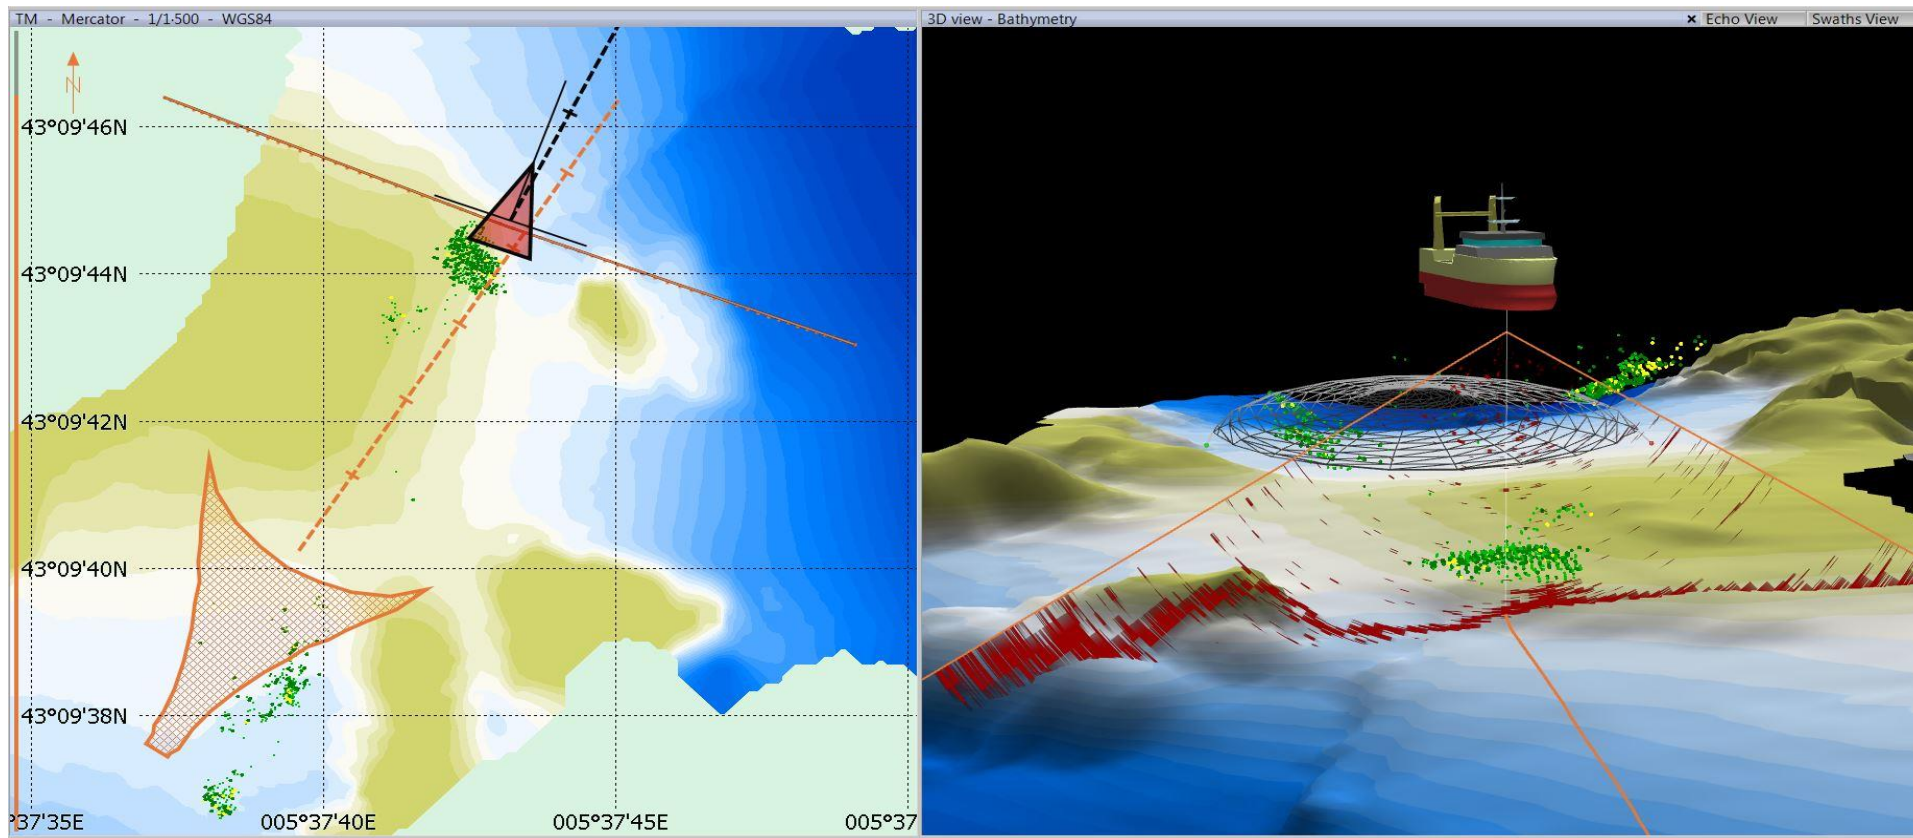 TM - Mercator - 1/1·500 - WGS84
3D view - Bathymetry
× Echo View
Swaths View
N
43°09'46N
43°09'44N
43°09'42N
43°09'40N
43°09'38N
°37'35E
005°37'40E
005°37'45E
005°37